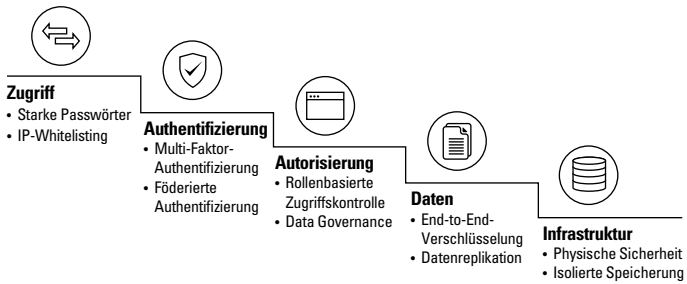 Zugriff
• Starke Passwörter
• IP-Whitelisting
Authentifizierung
• Multi-Faktor-
Authentifizierung
• Föderierte
Authentifizierung
Autorisierung
• Rollenbasierte
Zugriffskontrolle
• Data Governance
Daten
• End-to-End-
Verschlüsselung
• Datenreplikation
Infrastruktur
• Physische Sicherheit
• Isolierte Speicherung